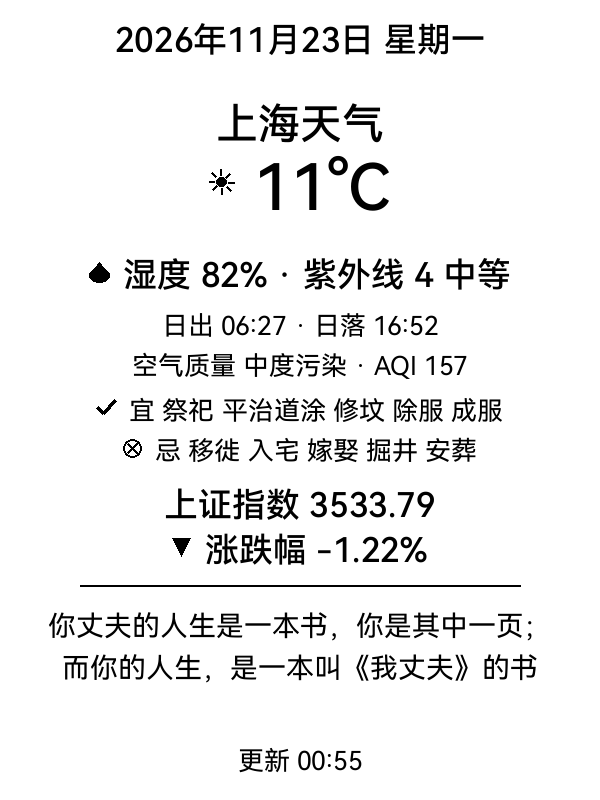 2026年11月23日 星期一
上海天气
11°C
湿度 82% · 紫外线 4 中等
日出 06:27 · 日落 16:52
空气质量 中度污染 · AQI 157
宜 祭祀 平治道涂 修坟 除服 成服
忌 移徙 入宅 嫁娶 掘井 安葬
上证指数 3533.79
▼ 涨跌幅 -1.22%
你丈夫的人生是一本书，你是其中一页；
而你的人生，是一本叫《我丈夫》的书
更新 00:55